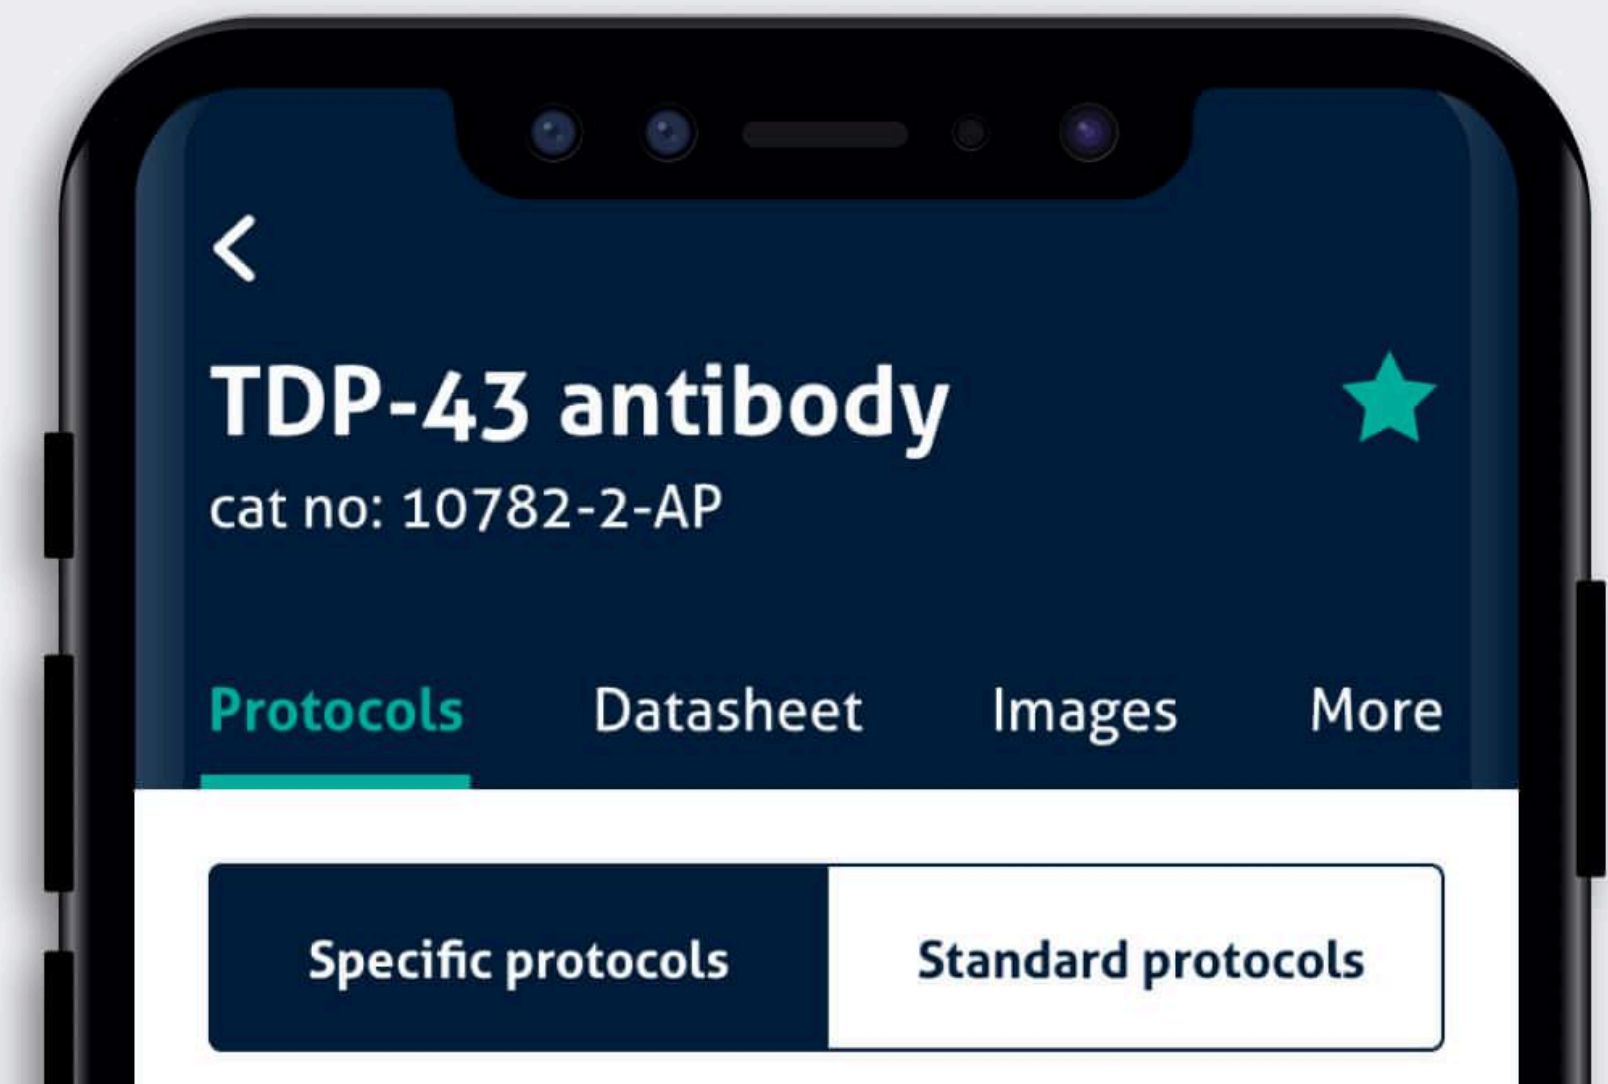 TDP-43 antibody
cat no: 10782-2-AP
Protocols Datasheet Images More
Specific protocols Standard protocols